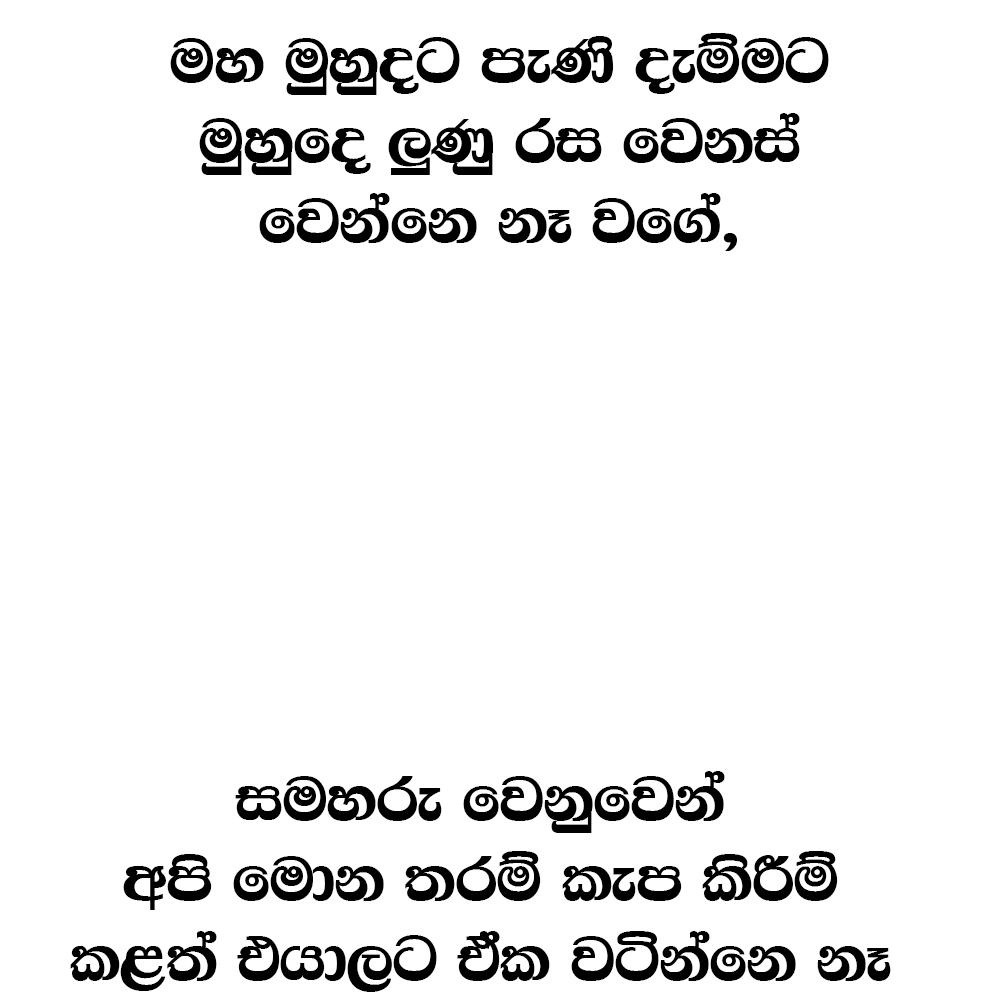 මහ මුහුදට පැණි දැම්මට
මුහුදෙ ලුණු රස වෙනස්
වෙන්නෙ නෑ වගේ,
සමහරු වෙනුවෙන්
අපි මොන තරම් කැප කිරීම්
කළත් එයාලට ඒක වටින්නෙ නෑ